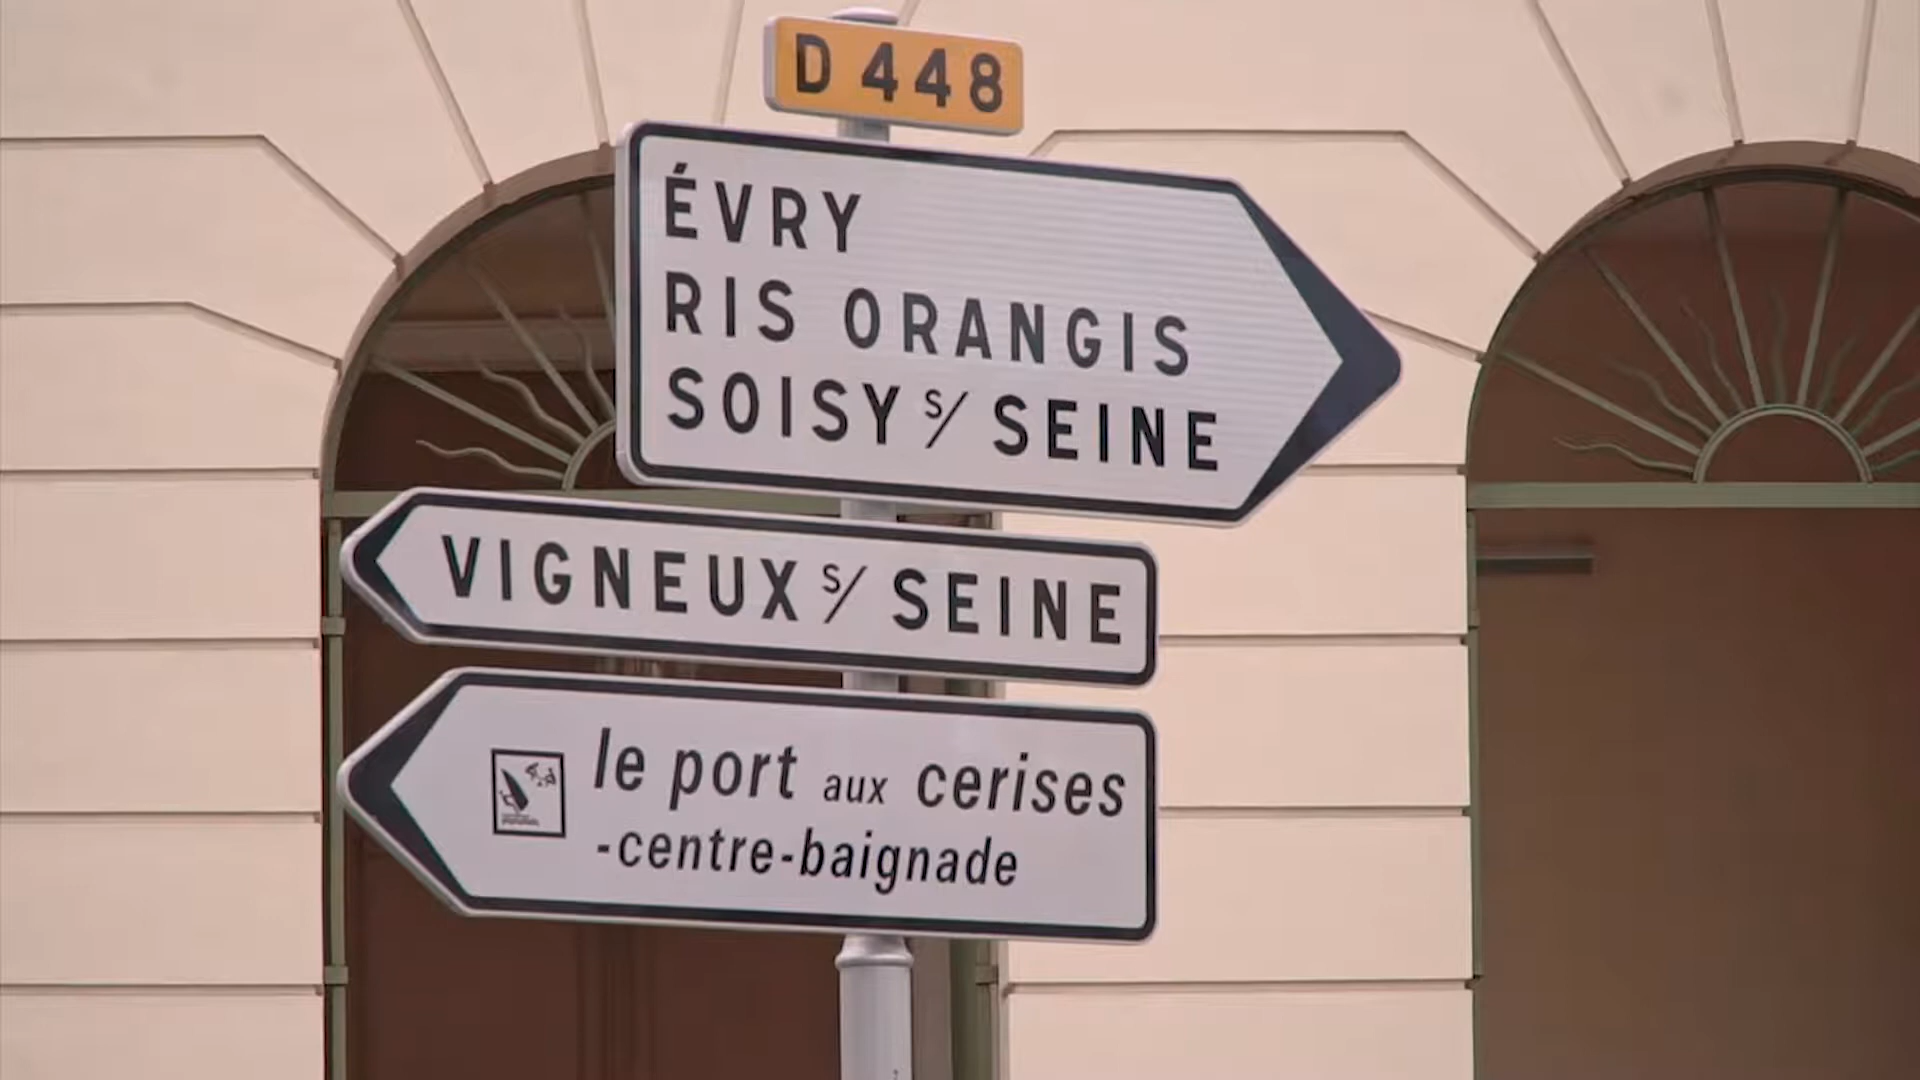 D 448
ÉVRY
RIS ORANGIS
SOISY s/ SEINE
VIGNEUX s/ SEINE
le port aux cerises
-centre-baignade